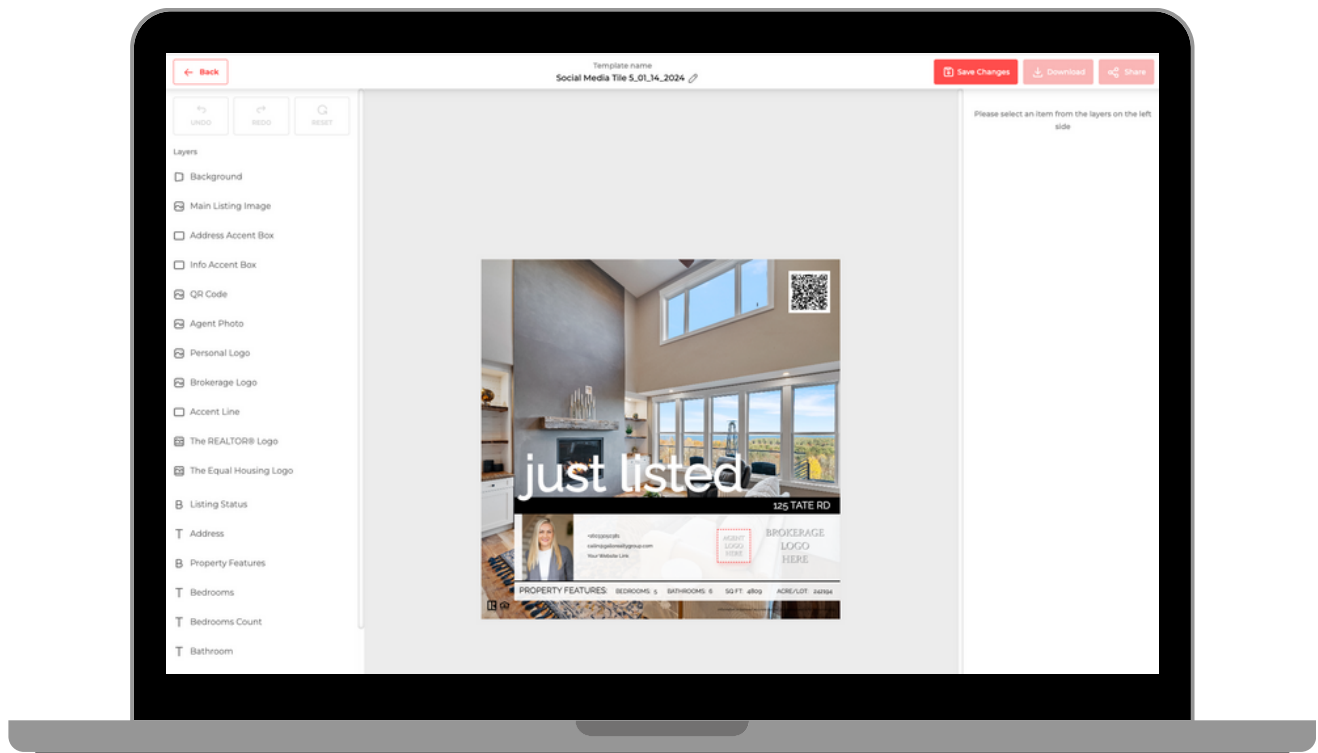 Back
Template name
Social Media Tile 5_01_14_2024
Save Changes
Download
Share
UNDO
REDO
RESET
Layers
Background
Main Listing Image
Address Accent Box
Info Accent Box
QR Code
Agent Photo
Personal Logo
Brokerage Logo
Accent Line
The REALTOR® Logo
The Equal Housing Logo
Listing Status
Address
Property Features
Bedrooms
Bedrooms Count
Bathroom
just listed
125 TATE RD
Your Website Link
AGENT
LOGO
HERE
BROKERAGE
LOGO
HERE
PROPERTY FEATURES: BEDROOMS: 5 BATHROOMS: 6 SQ FT: 4809 ACRE/LOT: 242194
Please select an item from the layers on the left
side